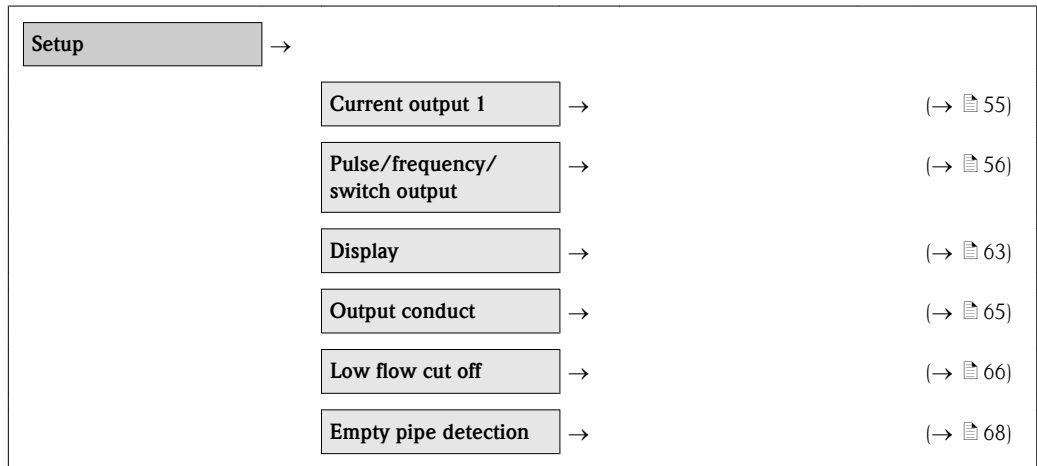 Setup →
Current output 1 → (→ 55)
Pulse/frequency/
switch output → (→ 56)
Display → (→ 63)
Output conduct → (→ 65)
Low flow cut off → (→ 66)
Empty pipe detection → (→ 68)